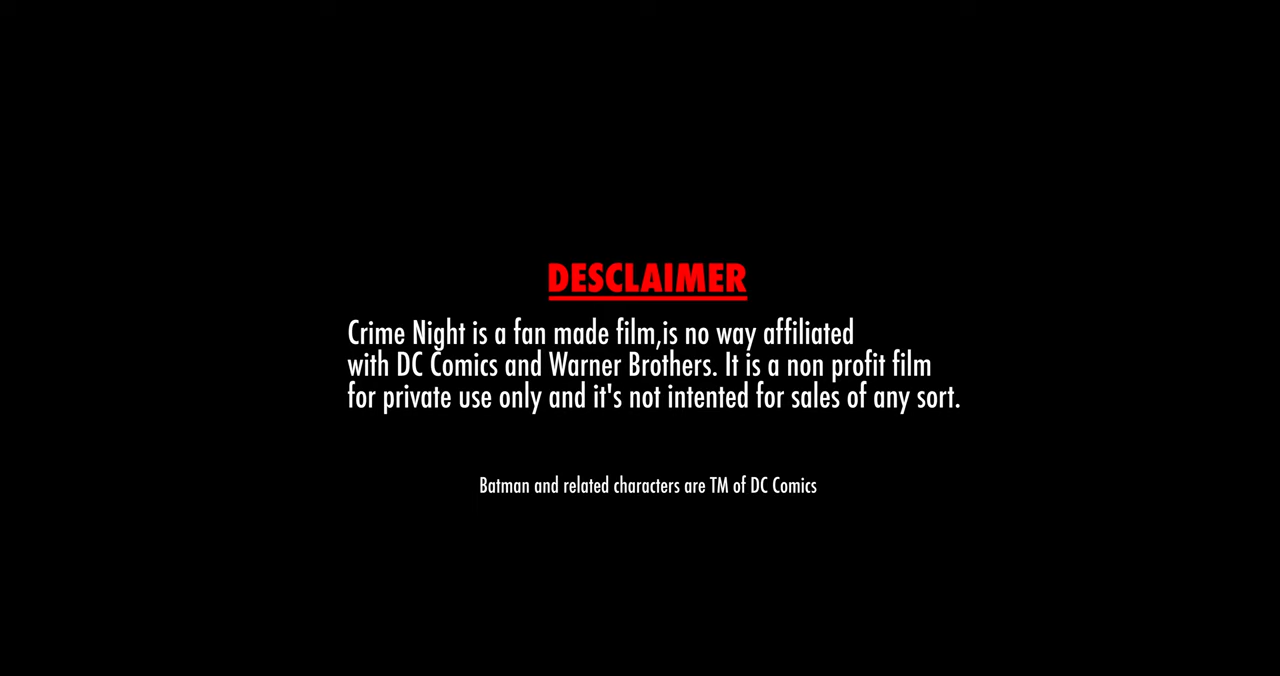 DESCLAIMER
Crime Night is a fan made film,is no way affiliated
with DC Comics and Warner Brothers. It is a non profit film
for private use only and it's not intented for sales of any sort.
Batman and related characters are TM of DC Comics